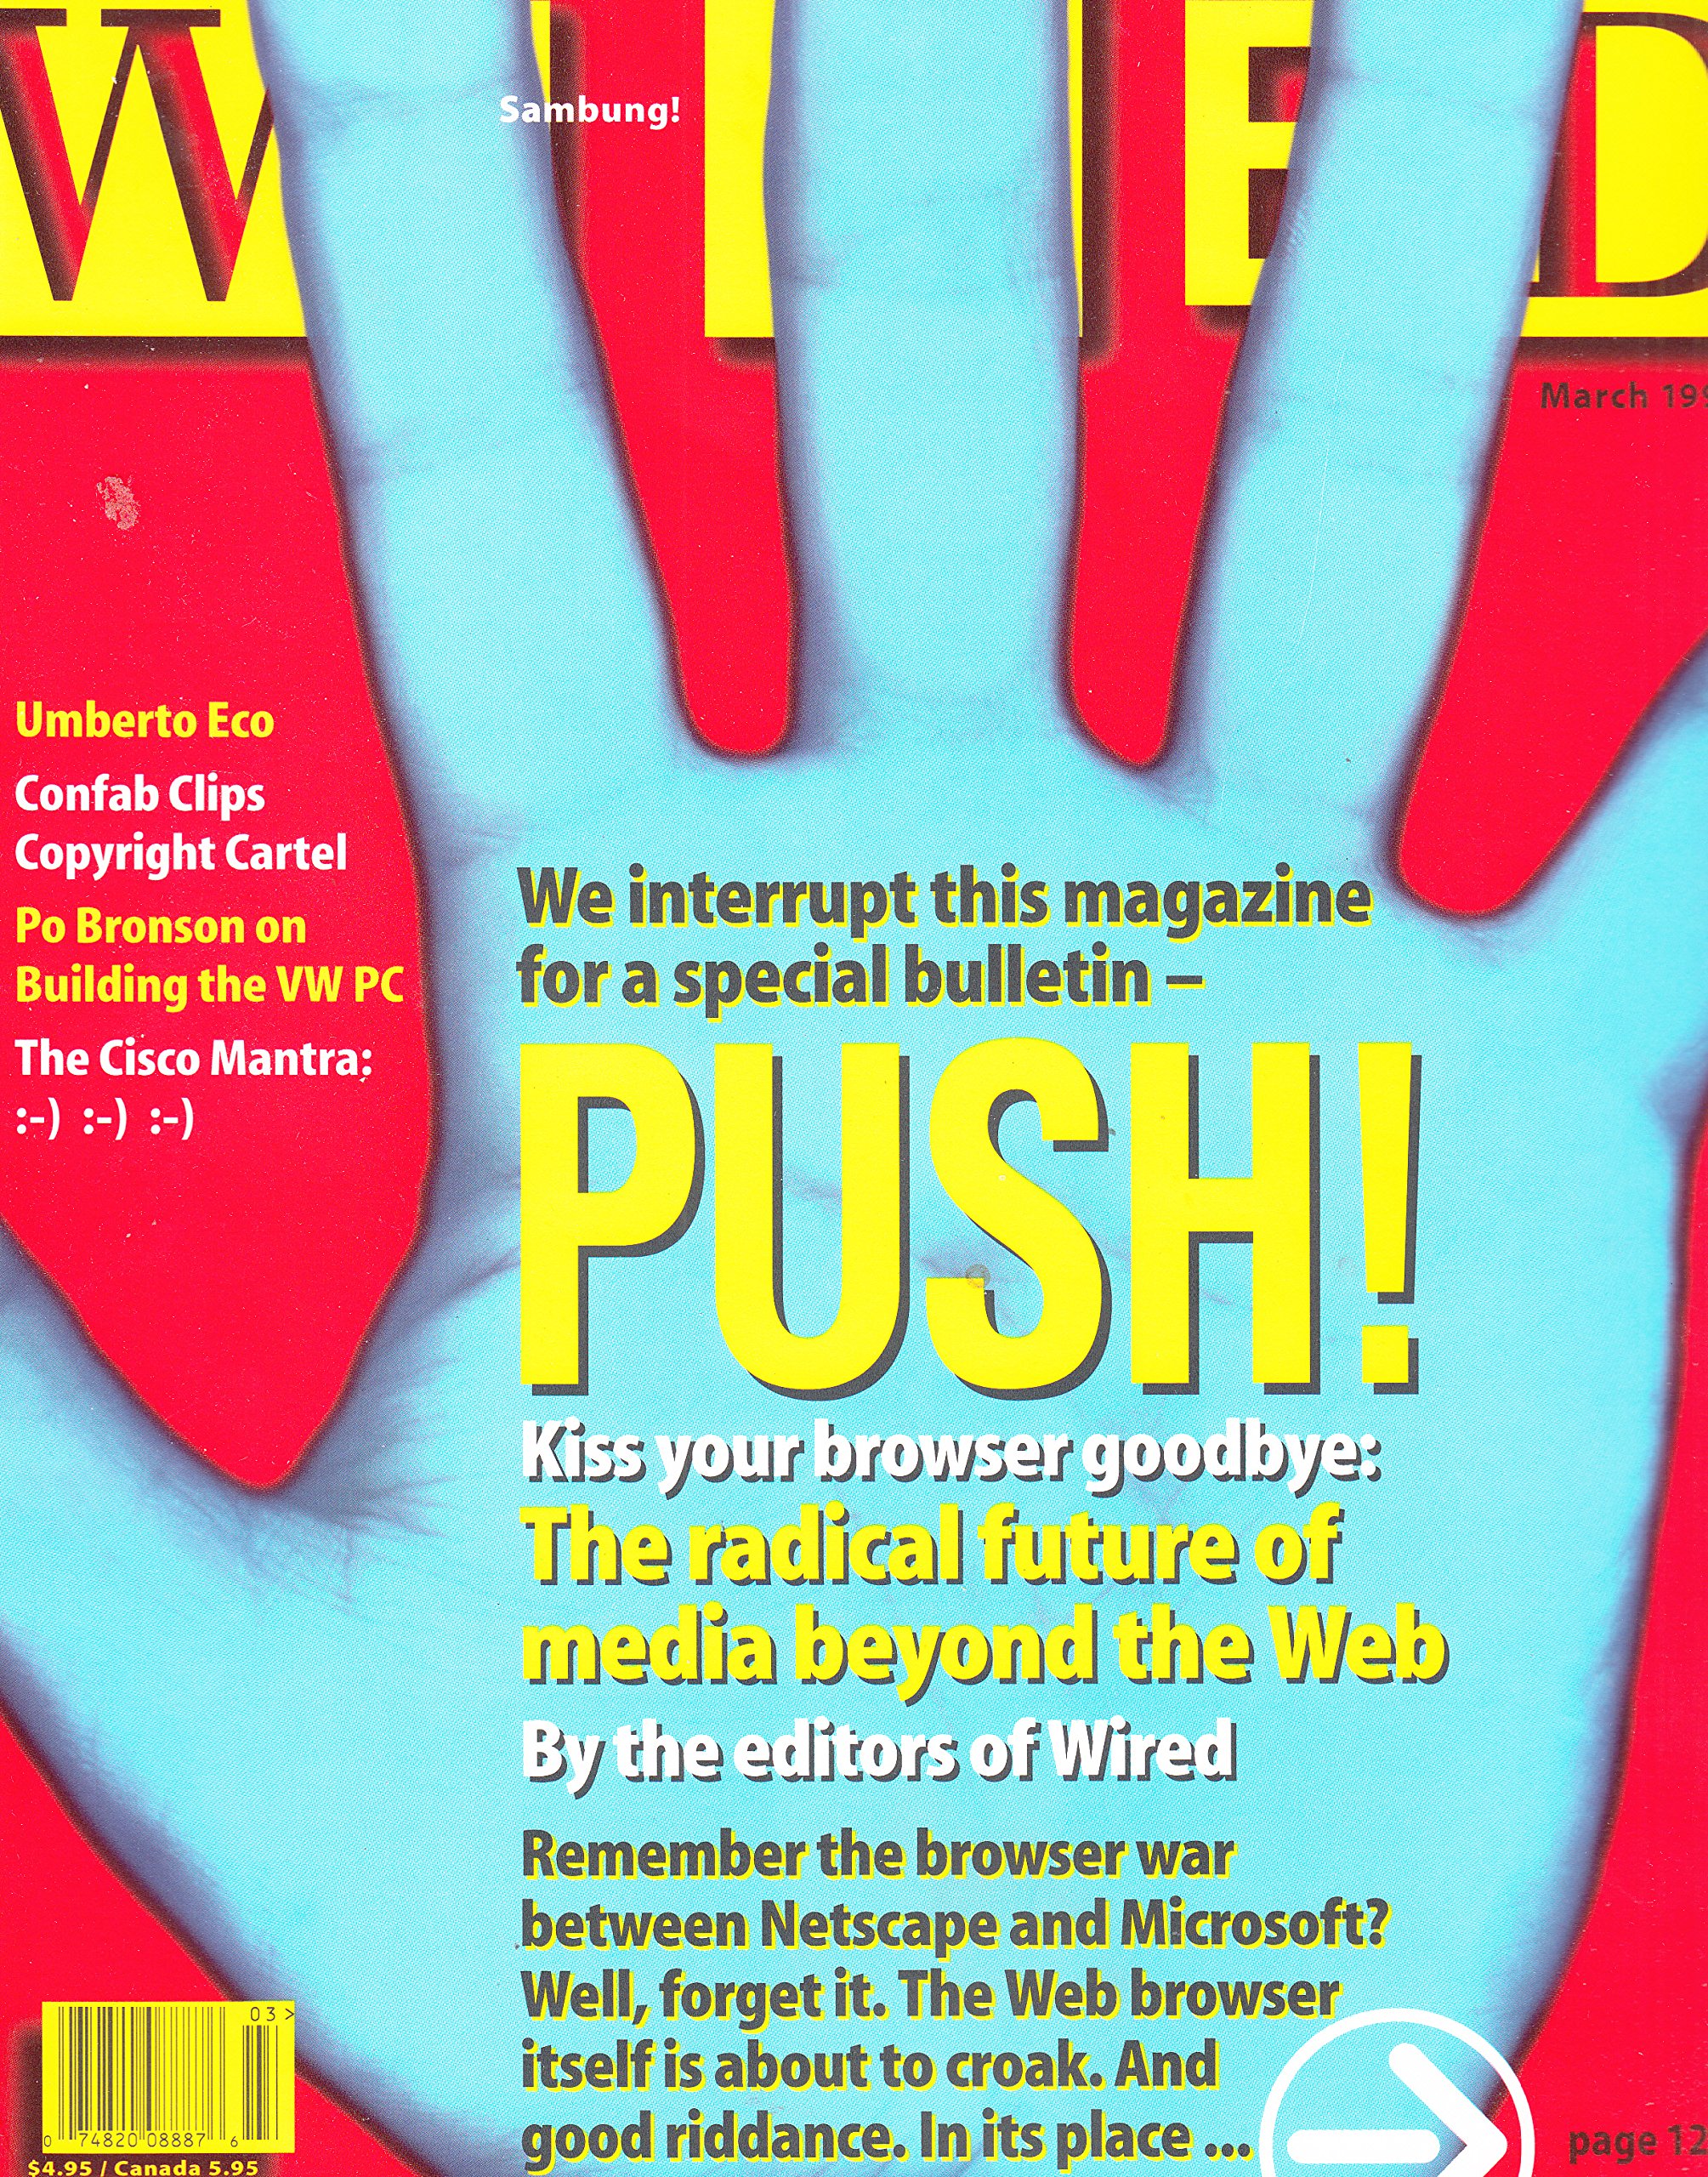 WIRED
Sambung!
March 199
Umberto Eco
Confab Clips
Copyright Cartel
Po Bronson on
Building the VW PC
The Cisco Mantra:
:-) :-) :-)
We interrupt this magazine
for a special bulletin –
PUSH!
Kiss your browser goodbye:
The radical future of
media beyond the Web
By the editors of Wired
Remember the browser war
between Netscape and Microsoft?
Well, forget it. The Web browser
itself is about to croak. And
good riddance. In its place ...
page 12
03 >
0 74820 08887 6
$4.95 / Canada 5.95